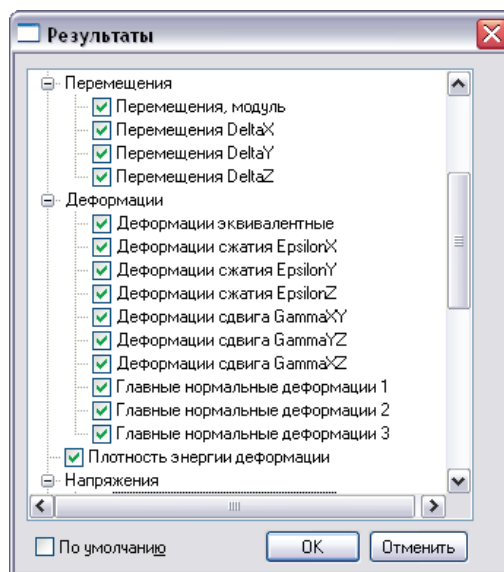 Результаты
Перемещения
Перемещения, модуль
Перемещения DeltaX
Перемещения DeltaY
Перемещения DeltaZ
Деформации
Деформации эквивалентные
Деформации сжатия EpsilonX
Деформации сжатия EpsilonY
Деформации сжатия EpsilonZ
Деформации сдвига GammaXY
Деформации сдвига GammaYZ
Деформации сдвига GammaXZ
Главные нормальные деформации 1
Главные нормальные деформации 2
Главные нормальные деформации 3
Плотность энергии деформации
Напряжения
По умолчанию OK Отменить